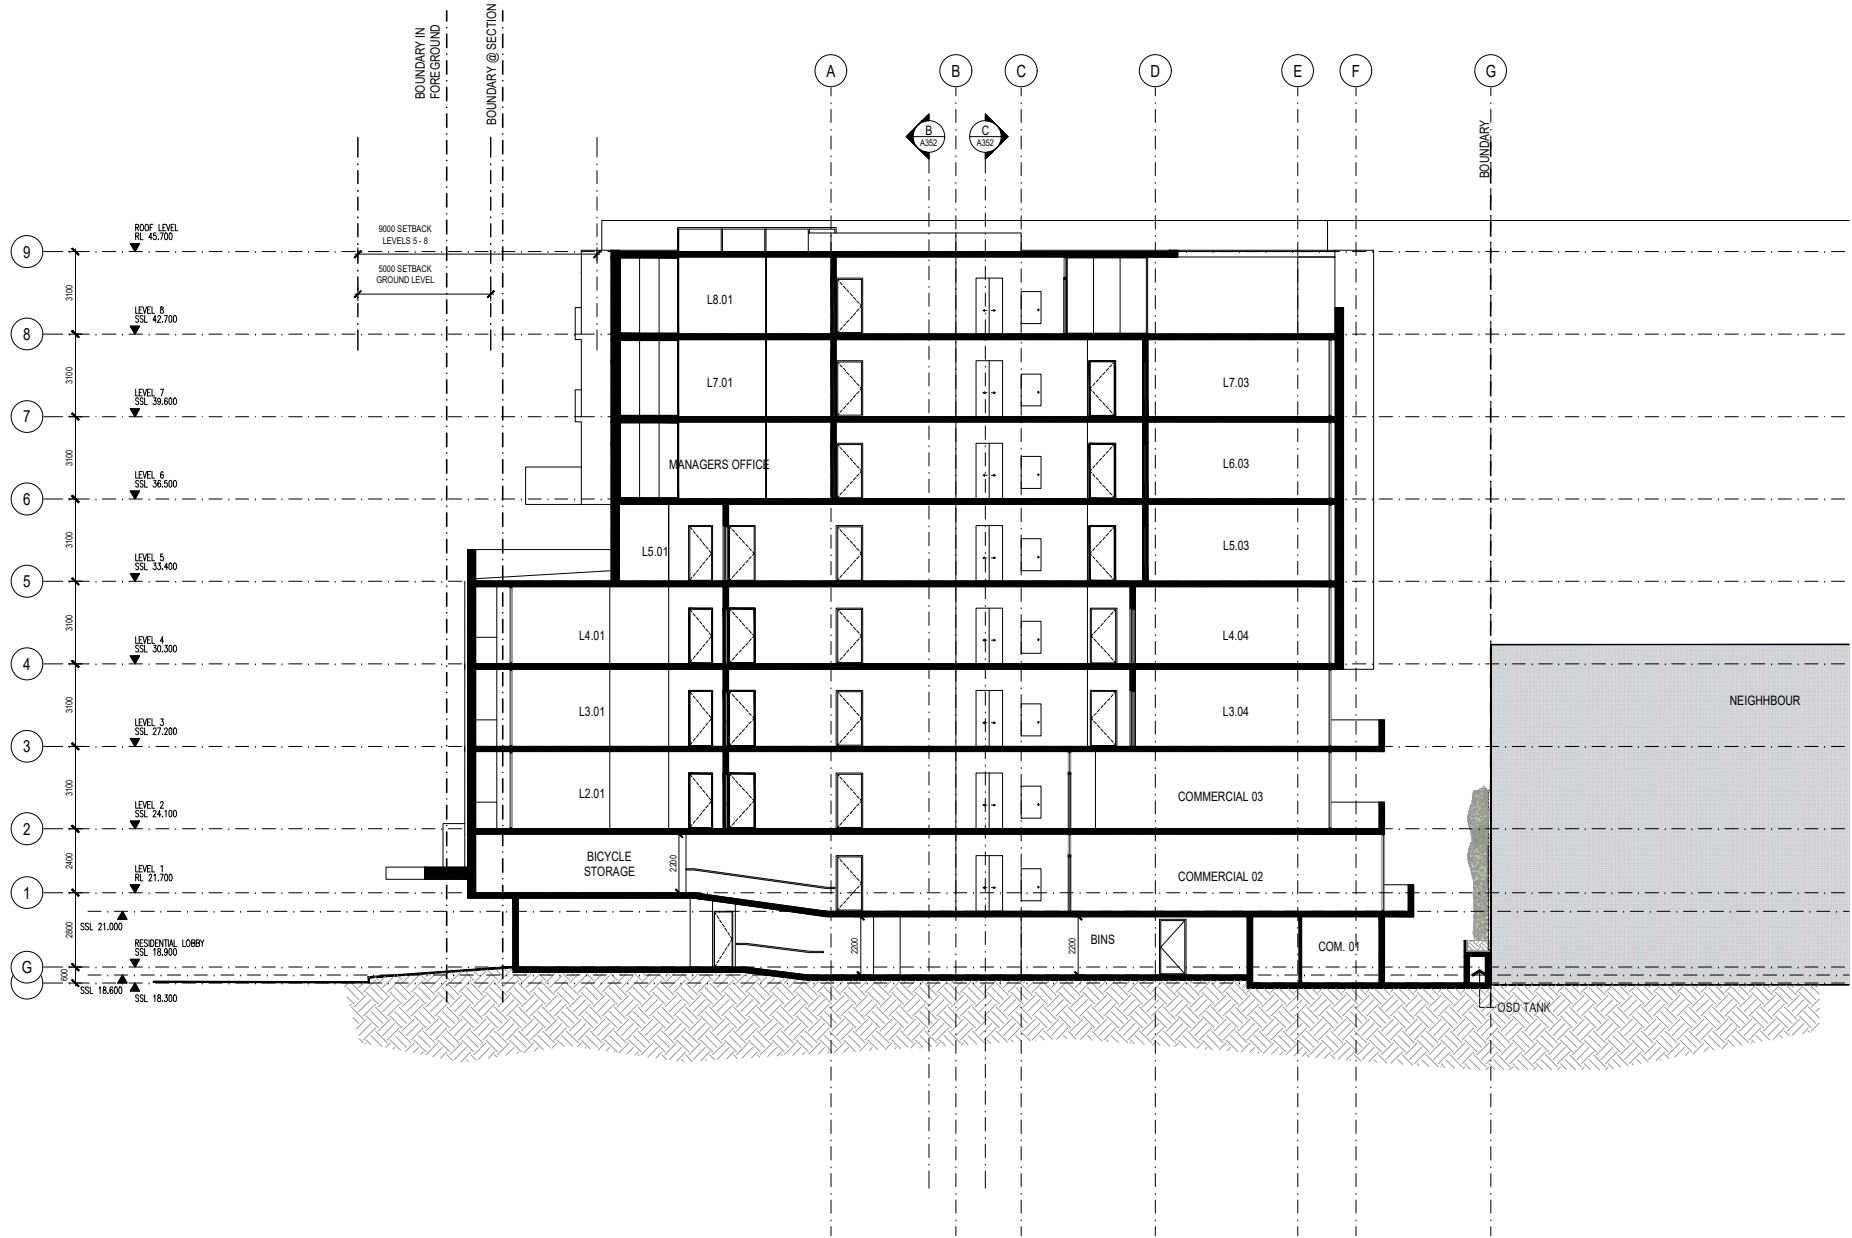 BOUNDARY IN
FOREGROUND
BOUNDARY @ SECTION
A
B
C
D
E
F
G
B
A352
C
A352
BOUNDARY
9
ROOF LEVEL
RL 45.700
9000 SETBACK
LEVELS 5 - 8
5000 SETBACK
GROUND LEVEL
3100
L8.01
LEVEL 8
SSL 42.700
8
3100
L7.01
L7.03
LEVEL 7
SSL 39.600
7
3100
MANAGERS OFFICE
L6.03
LEVEL 6
SSL 36.500
6
3100
L5.01
L5.03
LEVEL 5
SSL 33.400
5
3100
L4.01
L4.04
LEVEL 4
SSL 30.300
4
3100
L3.01
L3.04
NEIGHHBOUR
LEVEL 3
SSL 27.200
3
3100
L2.01
COMMERCIAL 03
LEVEL 2
SSL 24.100
2
2400
BICYCLE
STORAGE
2200
COMMERCIAL 02
LEVEL 1
RL 21.700
1
2800
SSL 21.000
2200
2200
BINS
COM. 01
RESIDENTIAL LOBBY
SSL 18.900
G
600
SSL 18.600
SSL 18.300
OSD TANK